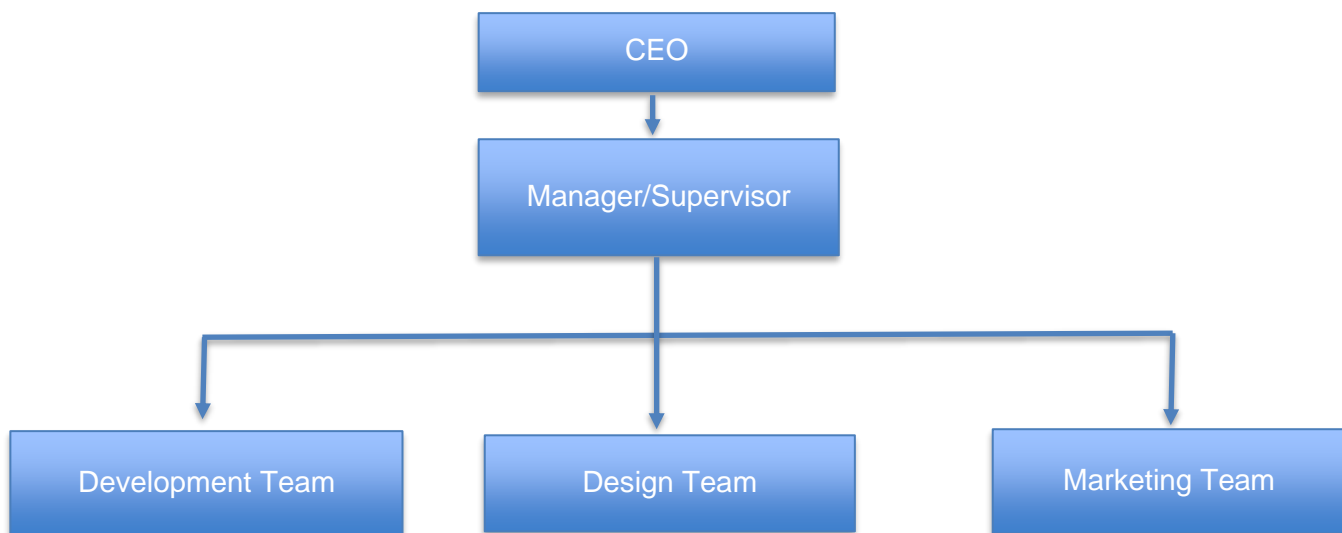 CEO
Manager/Supervisor
Development Team
Design Team
Marketing Team